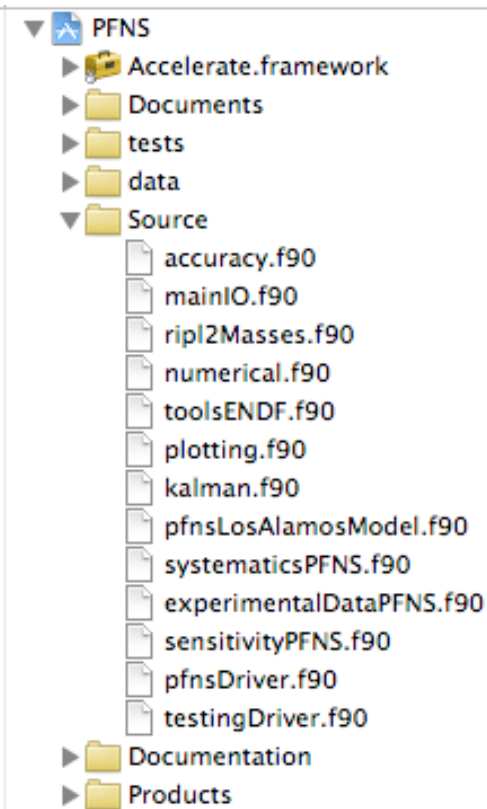 PFNS
Accelerate.framework
Documents
tests
data
Source
accuracy.f90
mainIO.f90
ripl2Masses.f90
numerical.f90
toolsENDF.f90
plotting.f90
kalman.f90
pfnsLosAlamosModel.f90
systematicsPFNS.f90
experimentalDataPFNS.f90
sensitivityPFNS.f90
pfnsDriver.f90
testingDriver.f90
Documentation
Products